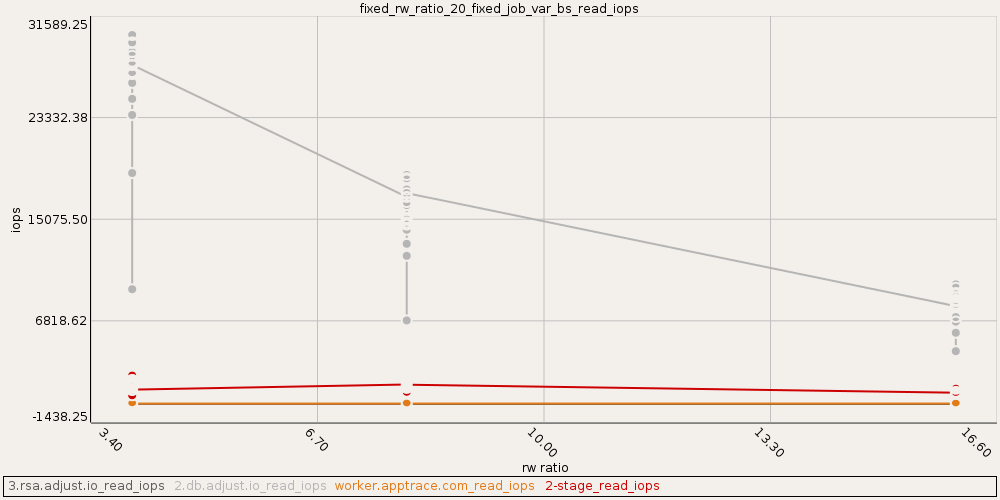 fixed_rw_ratio_20_fixed_job_var_bs_read_iops
31589.25
23332.38
15075.50
6818.62
-1438.25
iops
3.40 6.70 10.00 13.30 16.60
rw ratio
3.rsa.adjust.io_read_iops 2.db.adjust.io_read_iops worker.apptrace.com_read_iops 2-stage_read_iops